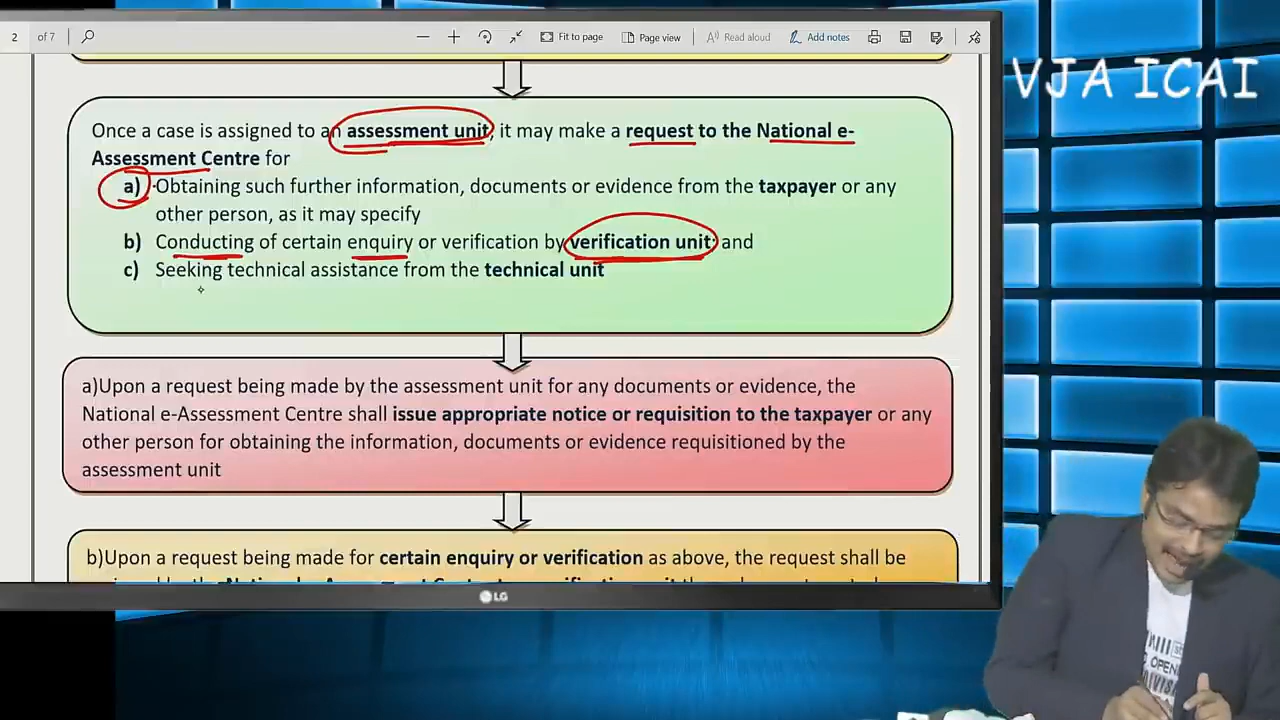 2 of 7 Fit to page Page view Read aloud Add notes
VJA ICAI
Once a case is assigned to an assessment unit, it may make a request to the National e-
Assessment Centre for
a) Obtaining such further information, documents or evidence from the taxpayer or any
other person, as it may specify
b) Conducting of certain enquiry or verification by verification unit; and
c) Seeking technical assistance from the technical unit
a)Upon a request being made by the assessment unit for any documents or evidence, the
National e-Assessment Centre shall issue appropriate notice or requisition to the taxpayer or any
other person for obtaining the information, documents or evidence requisitioned by the
assessment unit
b)Upon a request being made for certain enquiry or verification as above, the request shall be
LG
OPEN